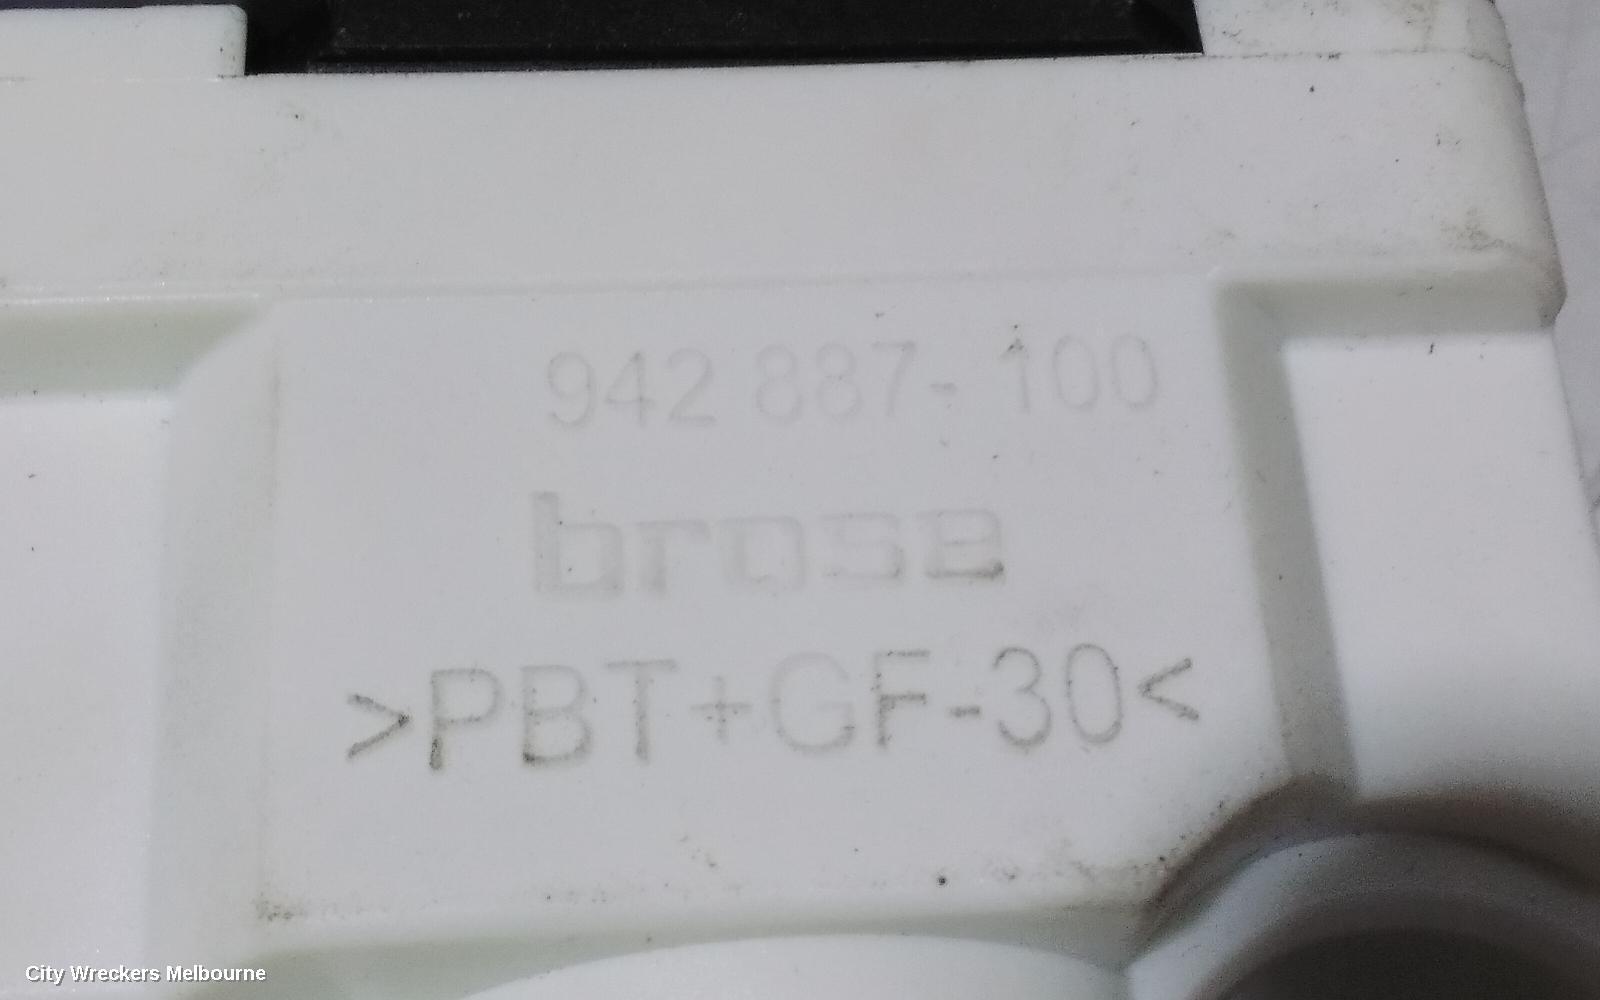 942 887- 100
brose
>PBT+GF-30<
City Wreckers Melbourne